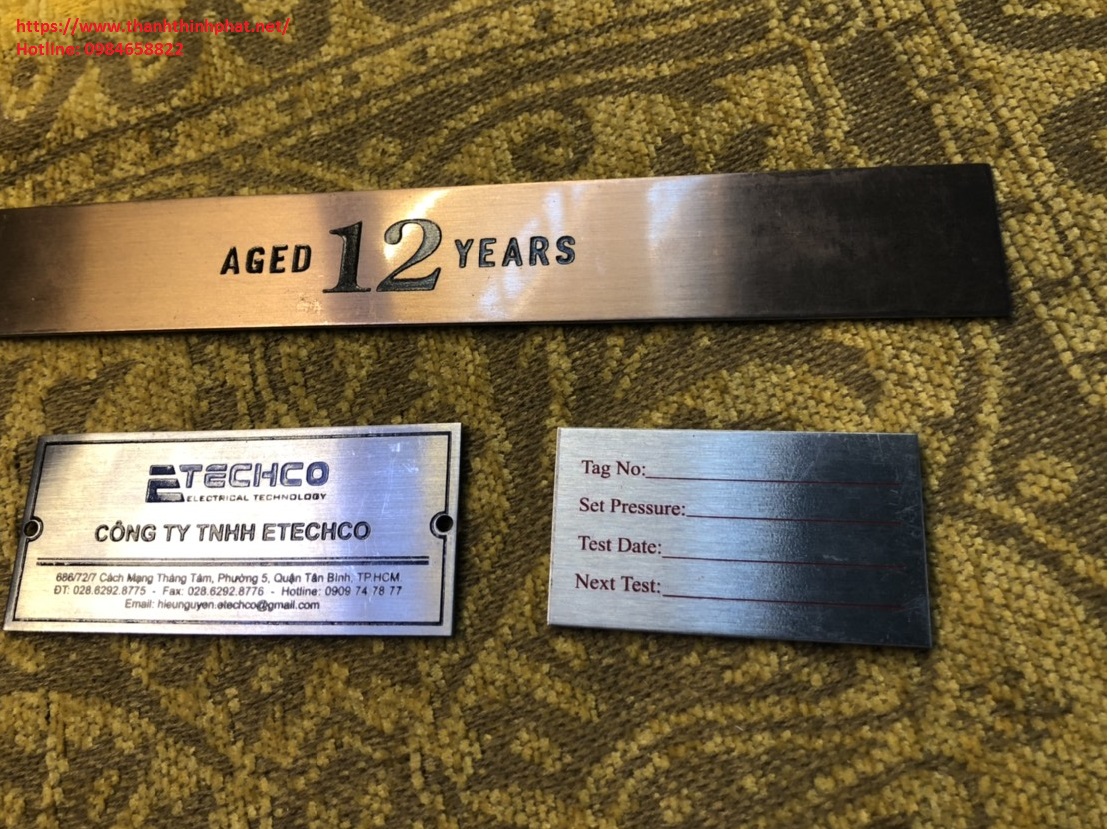 https://www.thanhthinhphat.net/
Hotline: 0984658822
AGED 12 YEARS
ETECHCO
ELECTRICAL TECHNOLOGY
CÔNG TY TNHH ETECHCO
686/72/7 Cách Mạng Tháng Tám, Phường 5, Quận Tân Bình, TP.HCM
ĐT: 028.6292.8775 - Fax: 028.6292.8776 - Hotline: 0909 74 78 77
Email: hieunguyen.etechco@gmail.com
Tag No:
Set Pressure:
Test Date:
Next Test: